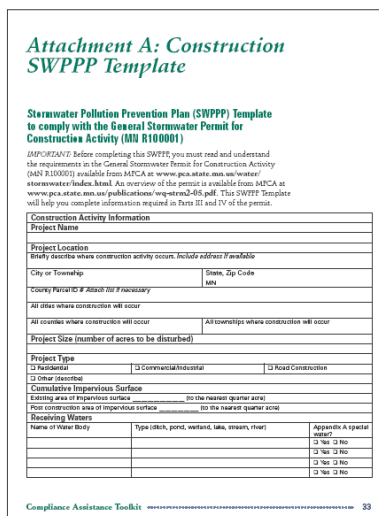 Attachment A: Construction
SWPPP Template
Stormwater Pollution Prevention Plan (SWPPP) Template
to comply with the General Stormwater Permit for
Construction Activity (MN R100001)
IMPORTANT: Before completing this SWPPP, you must read and understand
the requirements in the General Stormwater Permit for Construction Activity
(MN R100001) available from MPCA at www.pca.state.mn.us/water/
stormwater/index.html. An overview of the permit is available from MPCA at
www.pca.state.mn.us/publications/wq-strm2-05.pdf. This SWPPP Template
will help you complete information required in Parts III and IV of the permit.
Construction Activity Information
Project Name
Project Location
Briefly describe where construction activity occurs. Include address if available
City or Township State, Zip Code
MN
County Parcel ID # Attach list if necessary
All cities where construction will occur
All counties where construction will occur All townships where construction will occur
Project Size (number of acres to be disturbed)
Project Type
❑ Residential ❑ Commercial/Industrial ❑ Road Construction
❑ Other (describe)
Cumulative Impervious Surface
Existing area of impervious surface __________ (to the nearest quarter acre)
Post construction area of impervious surface ________ (to the nearest quarter acre)
Receiving Waters
Name of Water Body Type (ditch, pond, wetland, lake, stream, river) Appendix A special
water?
❑ Yes ❑ No
❑ Yes ❑ No
❑ Yes ❑ No
❑ Yes ❑ No
Compliance Assistance Toolkit 33